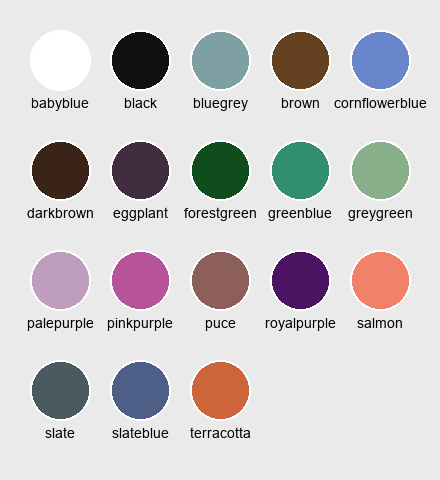 babyblue black bluegrey brown cornflowerblue
darkbrown eggplant forestgreen greenblue greygreen
palepurple pinkpurple puce royalpurple salmon
slate slateblue terracotta